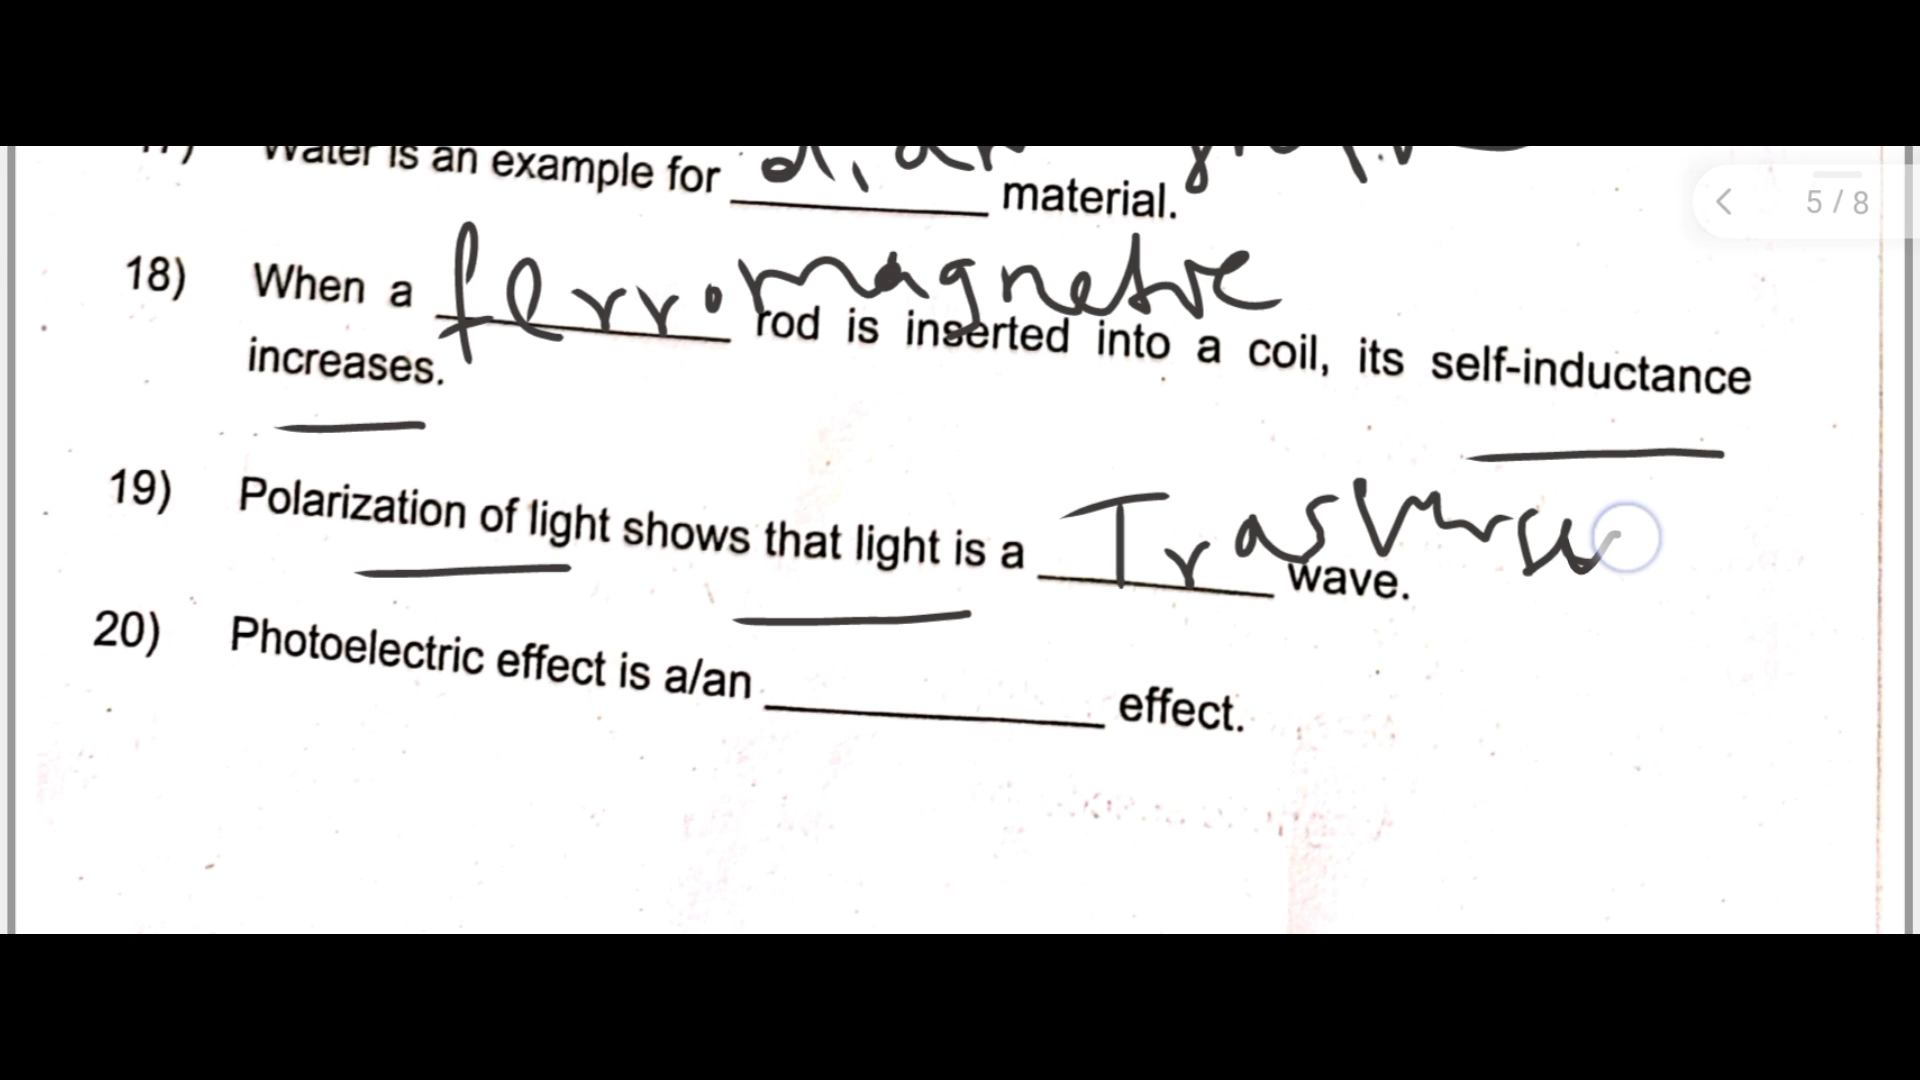 Water is an example for ________ material.
5 / 8
18) When a ferromagnetic rod is inserted into a coil, its self-inductance
increases.
19) Polarization of light shows that light is a Trasverse wave.
20) Photoelectric effect is a/an ________ effect.